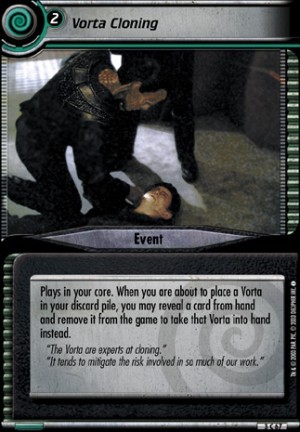 2
Vorta Cloning
Event
Plays in your core. When you are about to place a Vorta
in your discard pile, you may reveal a card from hand
and remove it from the game to take that Vorta into hand
instead.
"The Vorta are experts at cloning."
"It tends to mitigate the risk involved in so much of our work."
3 C 67